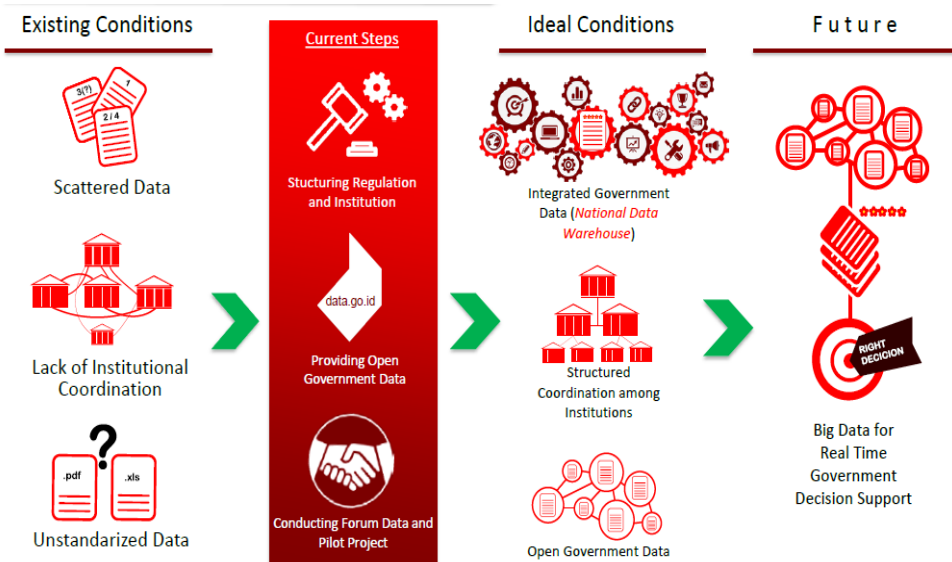 Existing Conditions
3(?)
1
2/4
Scattered Data
Lack of Institutional
Coordination
?
.pdf
.xls
Unstandarized Data
Current Steps
Stucturing Regulation
and Institution
data.go.id
Providing Open
Government Data
Conducting Forum Data and
Pilot Project
Ideal Conditions
Integrated Government
Data (National Data
Warehouse)
Structured
Coordination among
Institutions
Open Government Data
Future
RIGHT
DECICION
Big Data for
Real Time
Government
Decision Support